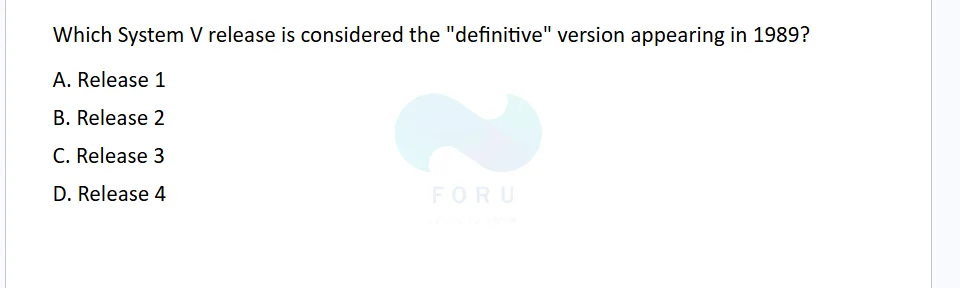 Which System V release is considered the "definitive" version appearing in 1989?
A. Release 1
B. Release 2
C. Release 3
D. Release 4
FORU